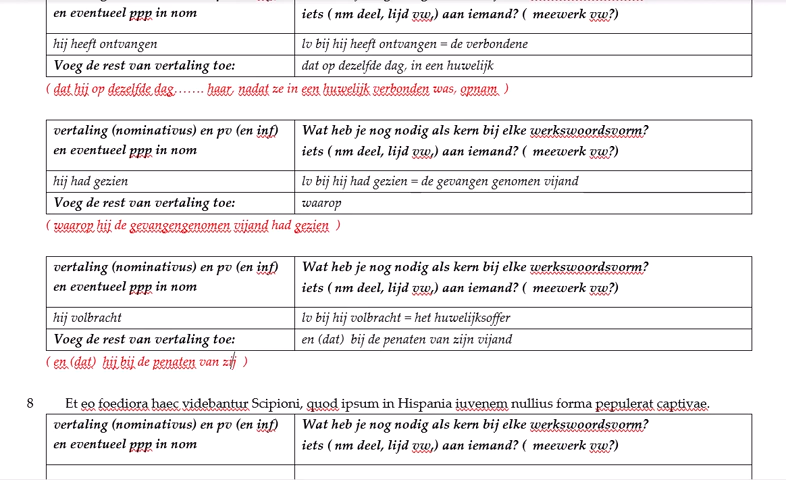 en eventueel ppp in nom iets ( nm deel, lijd vw,) aan iemand? ( meewerk vw?)
hij heeft ontvangen lv bij hij heeft ontvangen = de verbondene
Voeg de rest van vertaling toe: dat op dezelfde dag, in een huwelijk
( dat hij op dezelfde dag……. haar, nadat ze in een huwelijk verbonden was, opnam )
vertaling (nominativus) en pv (en inf) Wat heb je nog nodig als kern bij elke werkswoordsvorm?
en eventueel ppp in nom iets ( nm deel, lijd vw,) aan iemand? ( meewerk vw?)
hij had gezien lv bij hij had gezien = de gevangen genomen vijand
Voeg de rest van vertaling toe: waarop
( waarop hij de gevangengenomen vijand had gezien )
vertaling (nominativus) en pv (en inf) Wat heb je nog nodig als kern bij elke werkswoordsvorm?
en eventueel ppp in nom iets ( nm deel, lijd vw,) aan iemand? ( meewerk vw?)
hij volbracht lv bij hij volbracht = het huwelijksoffer
Voeg de rest van vertaling toe: en (dat) bij de penaten van zijn vijand
( en (dat) hij bij de penaten van zij )
8 Et eo foediora haec videbantur Scipioni, quod ipsum in Hispania iuvenem nullius forma pepulerat captivae.
vertaling (nominativus) en pv (en inf) Wat heb je nog nodig als kern bij elke werkswoordsvorm?
en eventueel ppp in nom iets ( nm deel, lijd vw,) aan iemand? ( meewerk vw?)